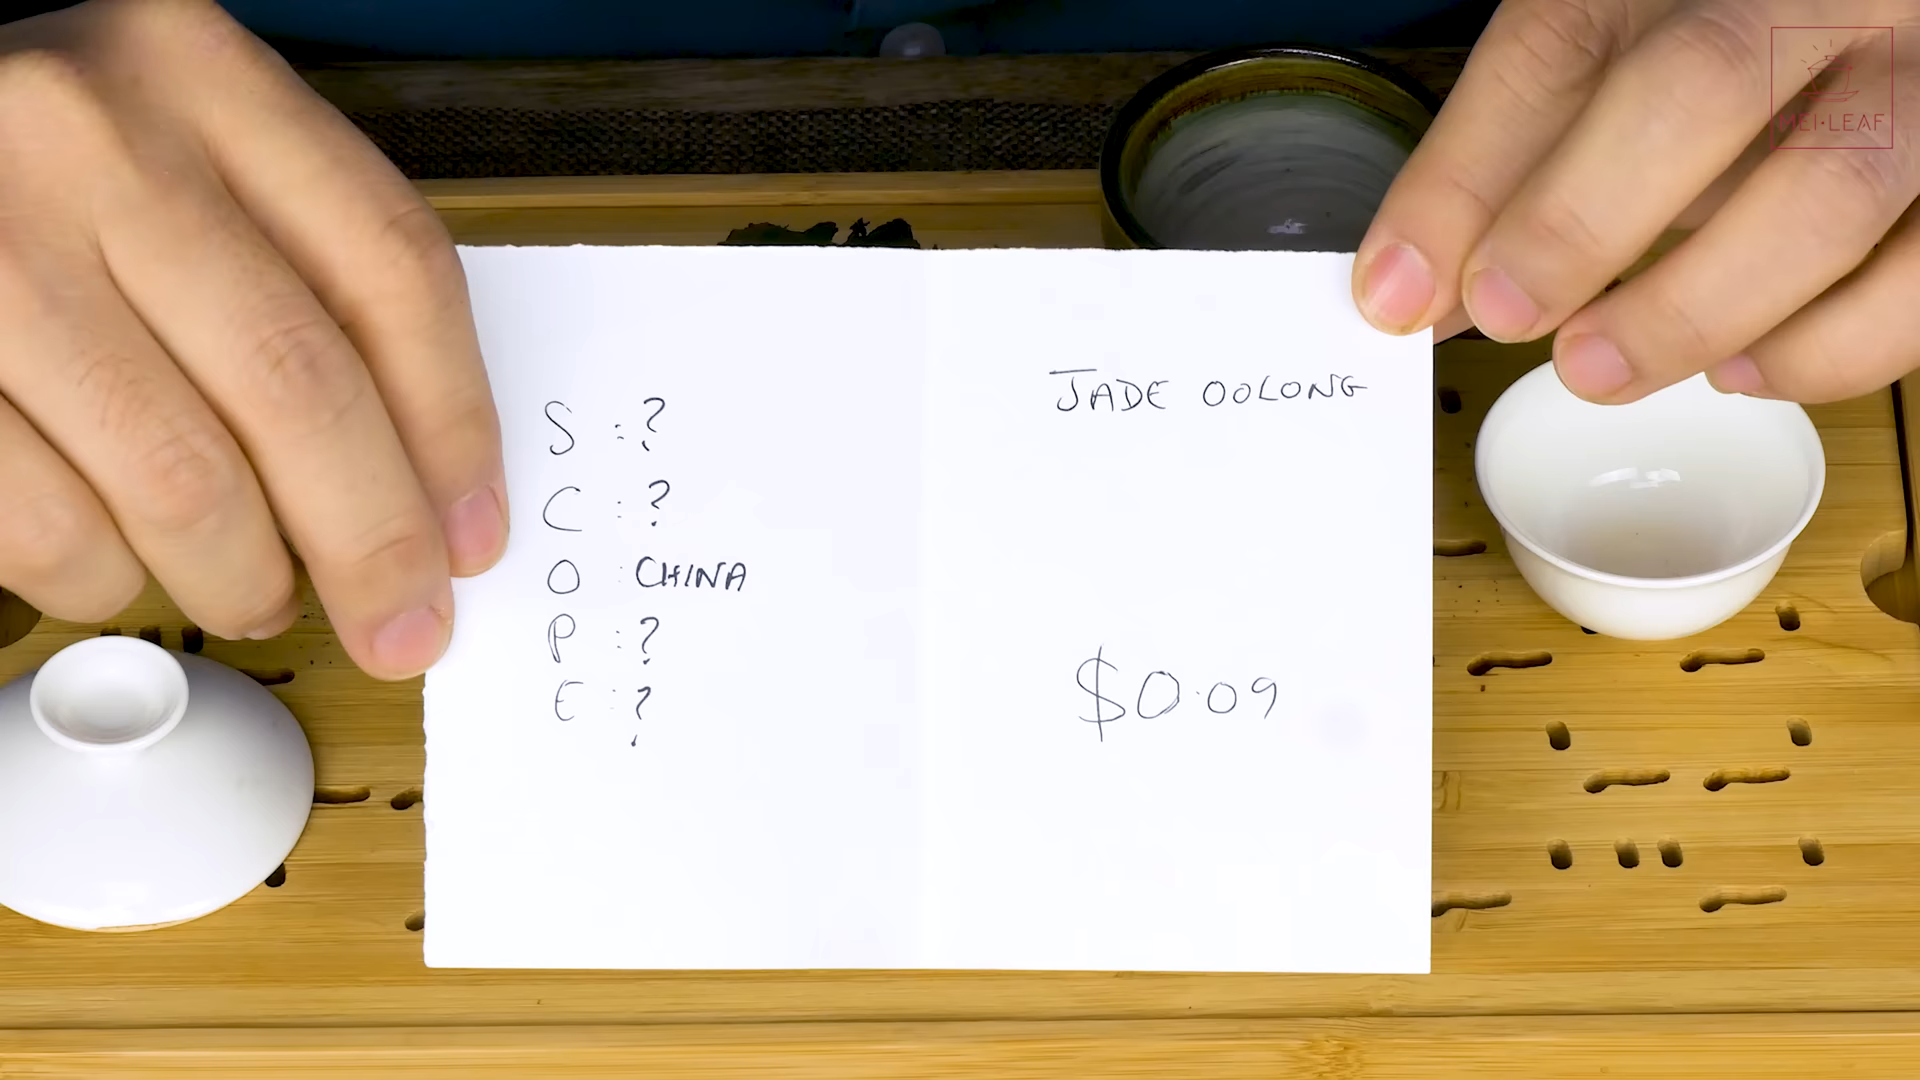 MEI·LEAF
JADE OOLONG
S : ?
C : ?
O : CHINA
P : ?
E : ?
$0.09